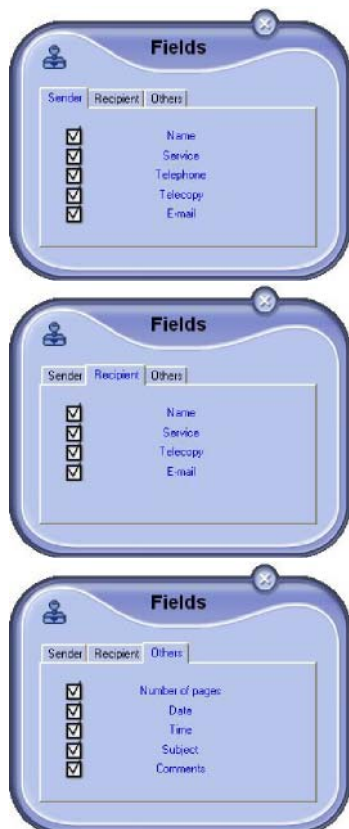 Fields
Sender Recipient Others
Name
Service
Telephone
Telecopy
E-mail
Fields
Sender Recipient Others
Name
Service
Telecopy
E-mail
Fields
Sender Recipient Others
Number of pages
Date
Time
Subject
Comments